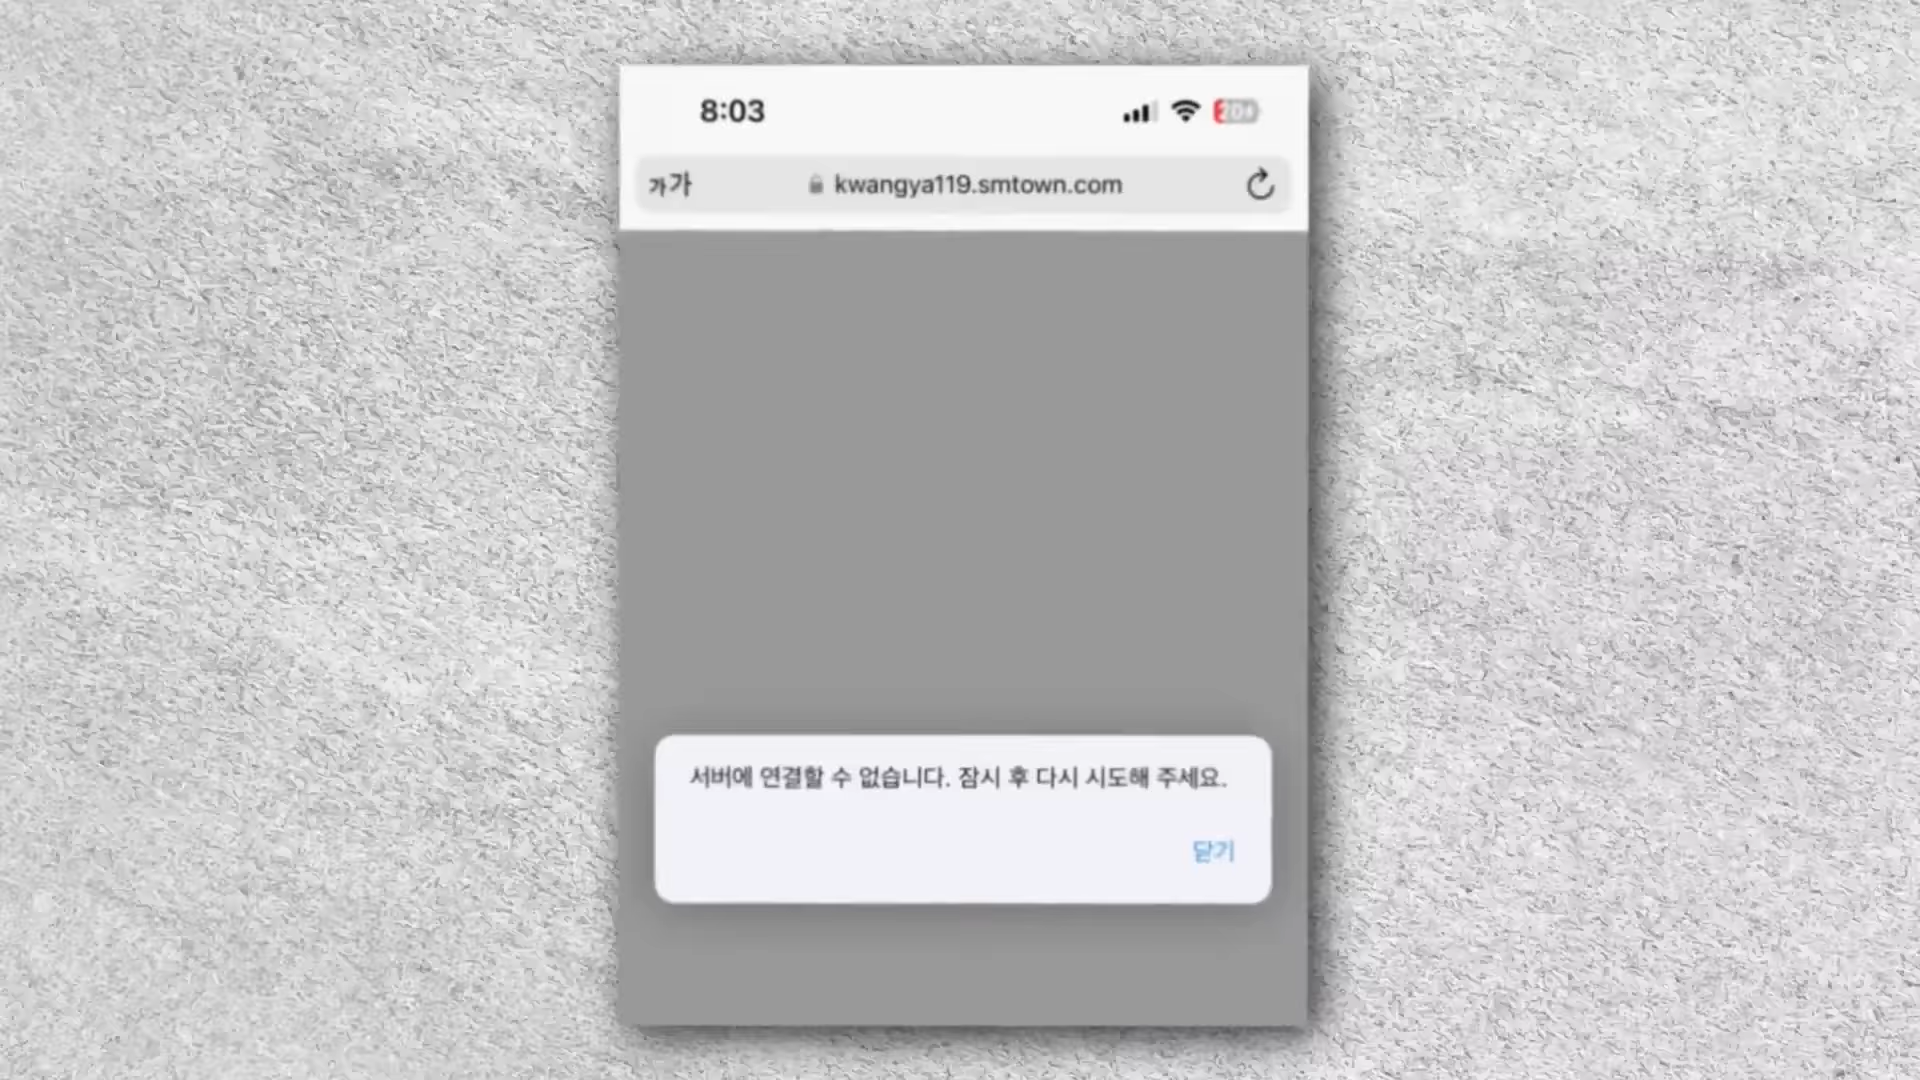 8:03
가가 kwangya119.smtown.com
서버에 연결할 수 없습니다. 잠시 후 다시 시도해 주세요.
닫기